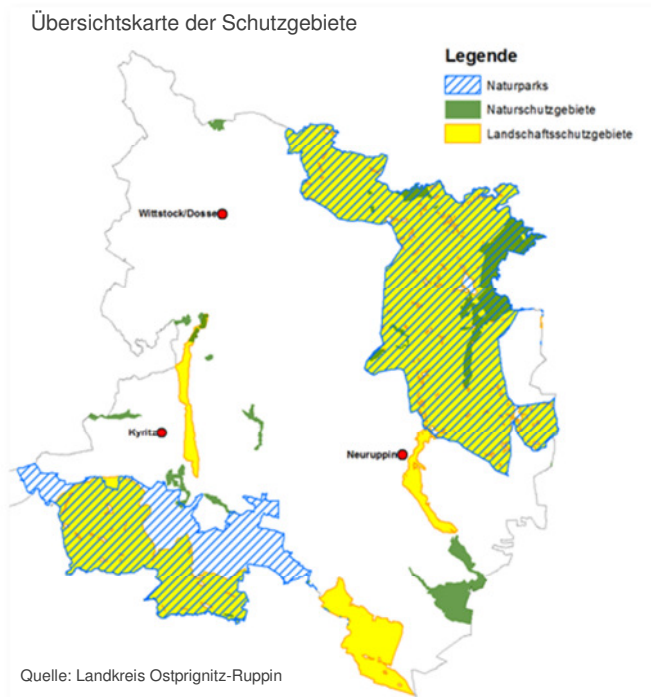 Übersichtskarte der Schutzgebiete
Legende
Naturparks
Naturschutzgebiete
Landschaftsschutzgebiete
Wittstock/Dosse
Kyritz
Neuruppin
Quelle: Landkreis Ostprignitz-Ruppin